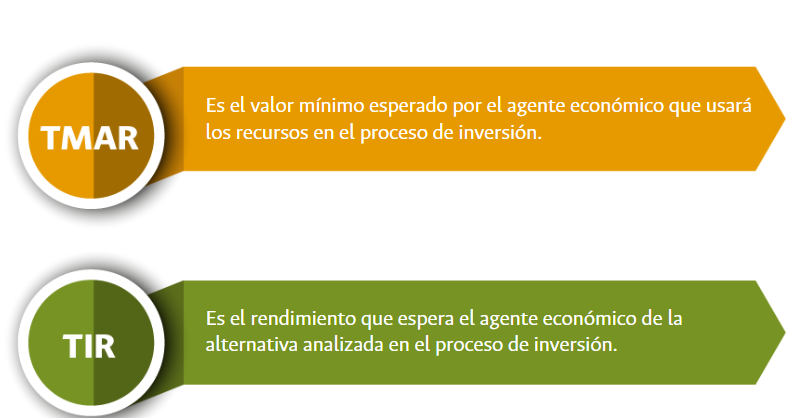 TMAR
Es el valor mínimo esperado por el agente económico que usará
los recursos en el proceso de inversión.
TIR
Es el rendimiento que espera el agente económico de la
alternativa analizada en el proceso de inversión.